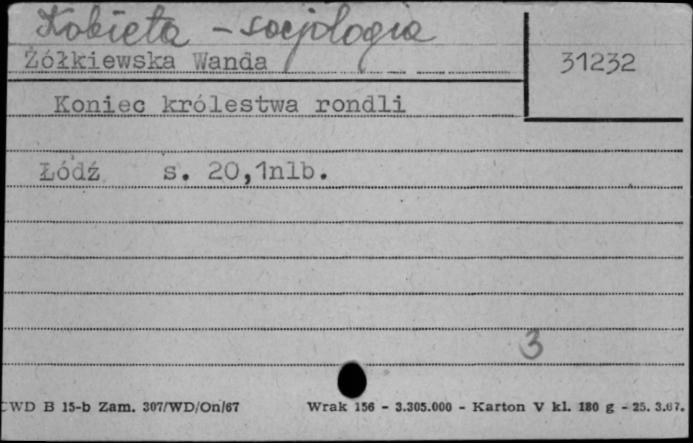 Kobieta - socjologia
Żółkiewska Wanda
31232
Koniec królestwa rondli
Łódź s. 20,1nlb.
3
CWD B 15-b Zam. 307/WD/On/67
Wrak 156 - 3.305.000 - Karton V kl. 180 g - 25. 3.67.